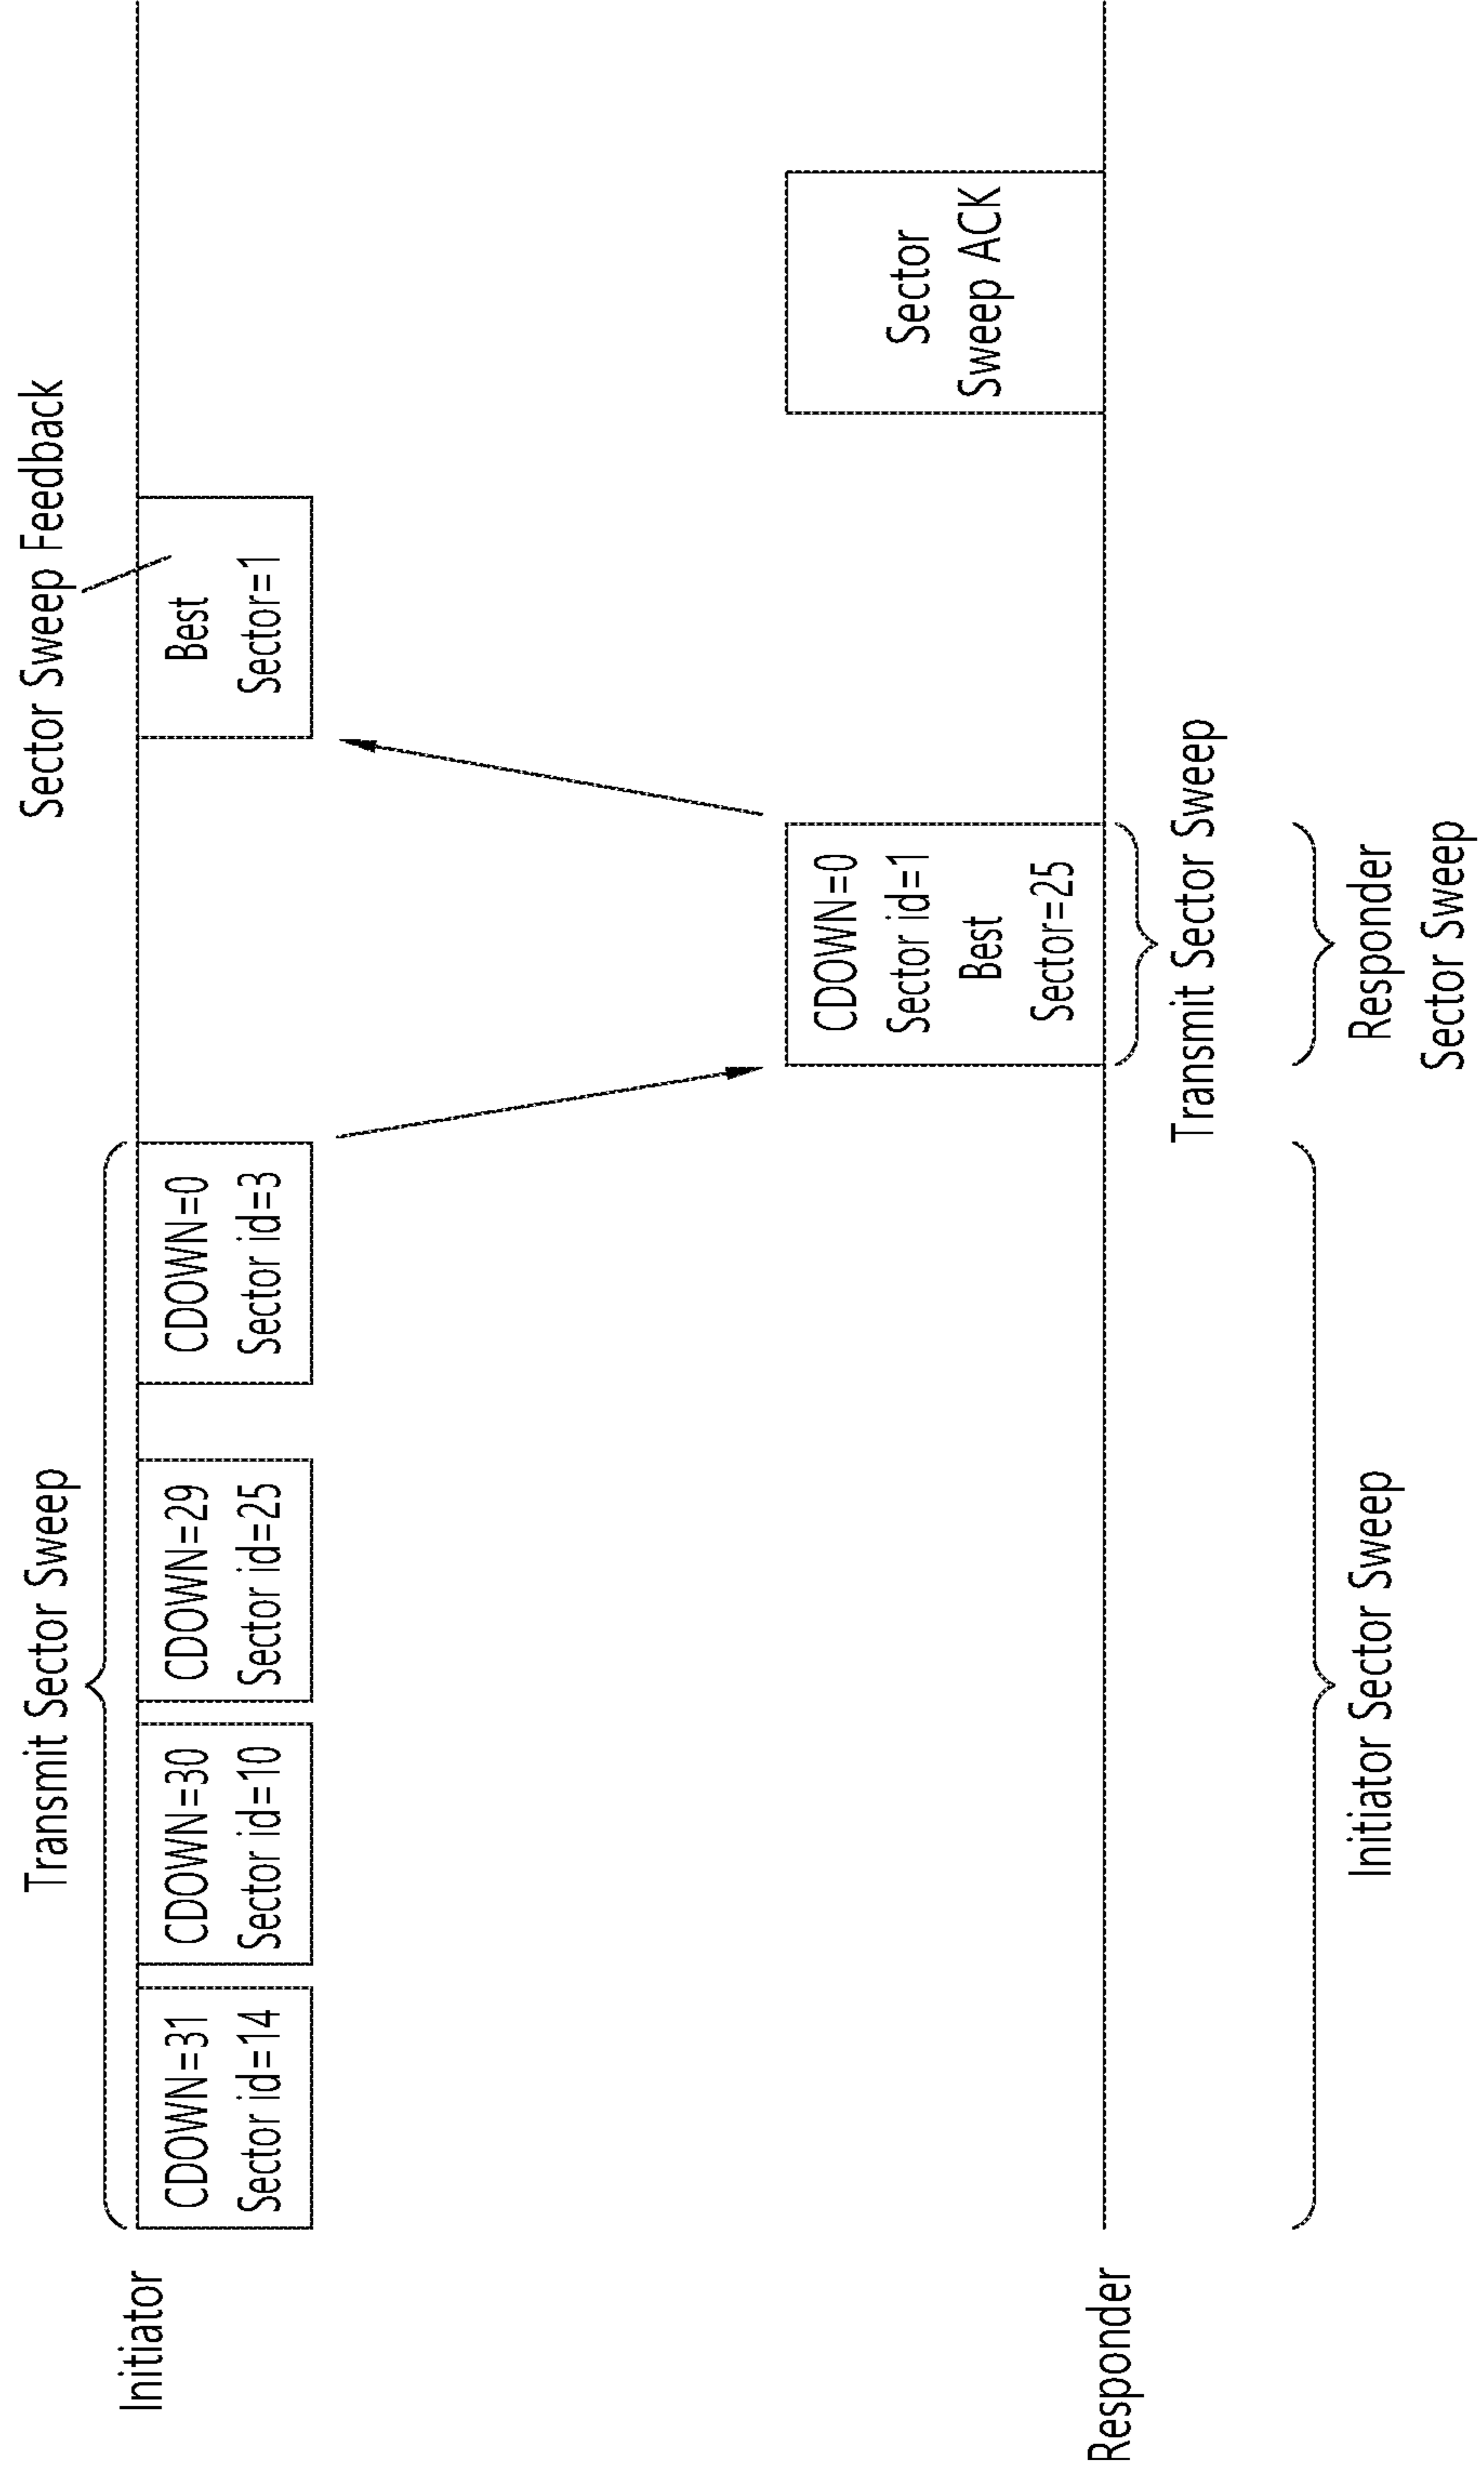 Transmit Sector Sweep
Sector Sweep Feedback
Initiator
CDOWN=31
Sector id=14
CDOWN=30
Sector id=10
CDOWN=29
Sector id=25
CDOWN=0
Sector id=3
Best
Sector=1
Responder
CDOWN=0
Sector id=1
Best
Sector=25
Sector
Sweep ACK
Transmit Sector Sweep
Initiator Sector Sweep
Responder
Sector Sweep